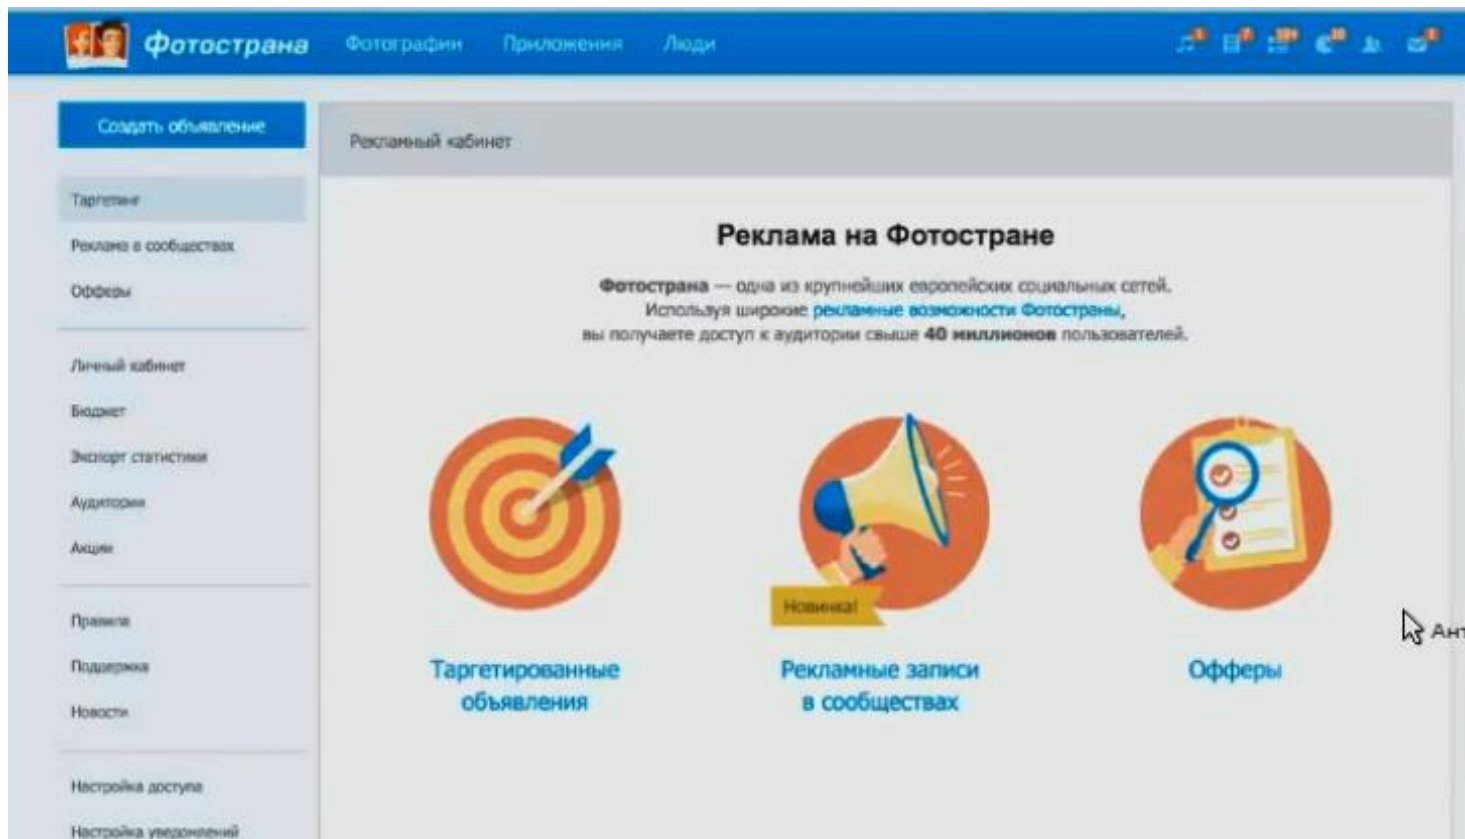 Фотострана
Фотографии
Приложения
Люди
Создать объявление
Рекламный кабинет
Таргетинг
Реклама в сообществах
Офферы
Личный кабинет
Бюджет
Экспорт статистики
Аудитории
Акции
Правила
Поддержка
Новости
Настройка доступа
Настройка уведомлений
Реклама на Фотостране
Фотострана — одна из крупнейших европейских социальных сетей.
Используя широкие рекламные возможности Фотостраны,
вы получаете доступ к аудитории свыше 40 миллионов пользователей.
Таргетированные
объявления
Новинка!
Рекламные записи
в сообществах
Офферы
Ант